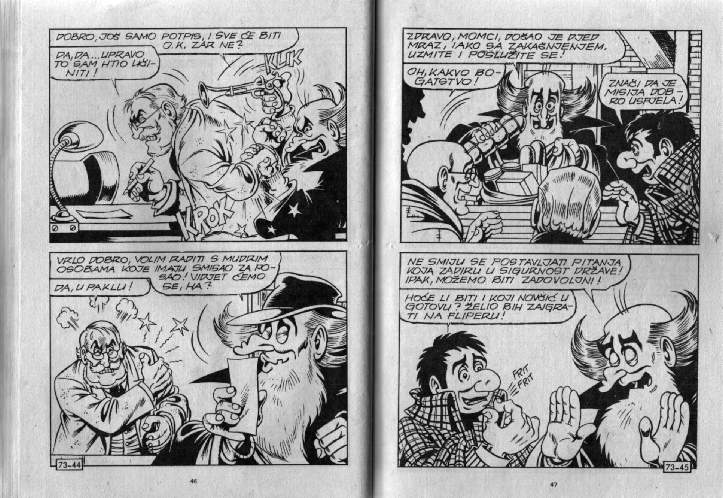 DOBRO, JOŠ SAMO POTPIS, I SVE ĆE BITI
O.K. ZAR NE?
DA, DA... UPRAVO
TO SAM HTIO UČI-
NITI!
KLIK
KROK
VRLO DOBRO, VOLIM RADITI S MUDRIM
OSOBAMA KOJE IMAJU SMISAO ZA PO-
SAO! VIDJET ĆEMO
SE, HA?
DA, U PAKLU!
73-44
46
ZDRAVO, MOMCI, DOŠAO JE DJED
MRAZ, IAKO SA ZAKAŠNJENJEM.
UZMITE I POSLUŽITE SE!
OH, KAKVO BO-
GATSTVO!
ZNAČI DA JE
MISIJA DOB-
RO USPJELA!
NE SMIJU SE POSTAVLJATI PITANJA
KOJA ZADIRU U SIGURNOST DRŽAVE!
IPAK, MOŽEMO BITI ZADOVOLJNI!
HOĆE LI BITI I KOJI NOVČIĆ U
GOTOVU? ŽELIO BIH ZAIGRA-
TI NA FLIPERU!
FRIT
FRIT
73-45
47